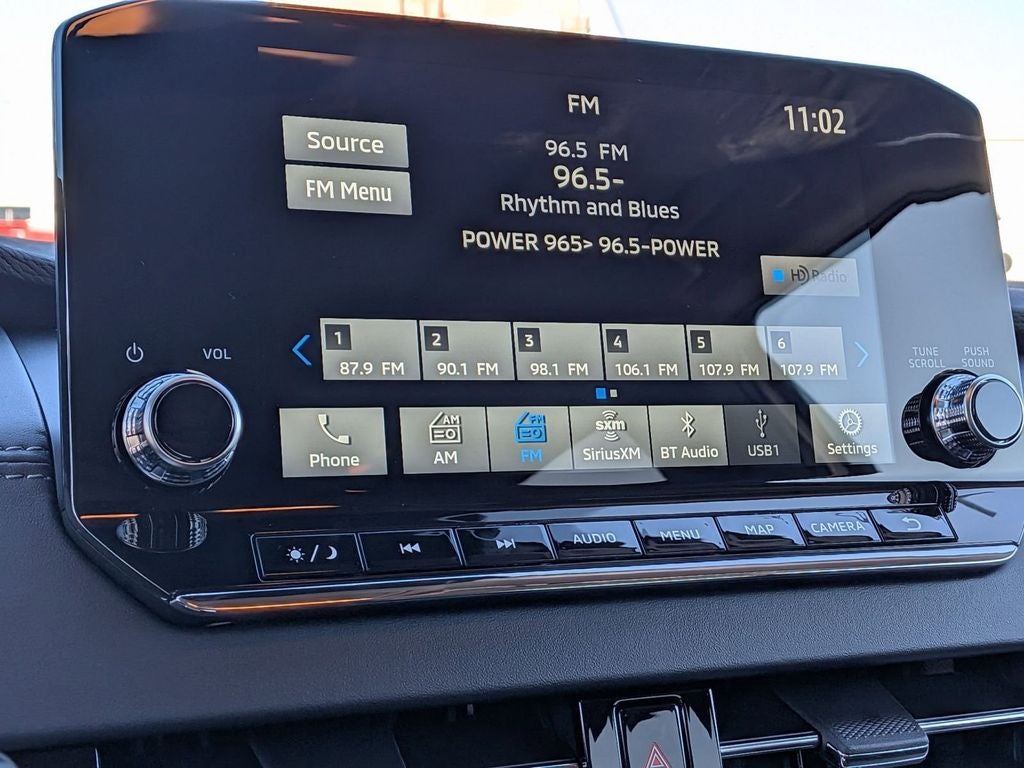 FM
11:02
Source
FM Menu
96.5 FM
96.5-
Rhythm and Blues
POWER 965> 96.5-POWER
HD Radio
1 87.9 FM
2 90.1 FM
3 98.1 FM
4 106.1 FM
5 107.9 FM
6 107.9 FM
VOL
TUNE SCROLL
PUSH SOUND
Phone
AM AM
FM FM
sxm SiriusXM
BT Audio
USB1
Settings
AUDIO
MENU
MAP
CAMERA